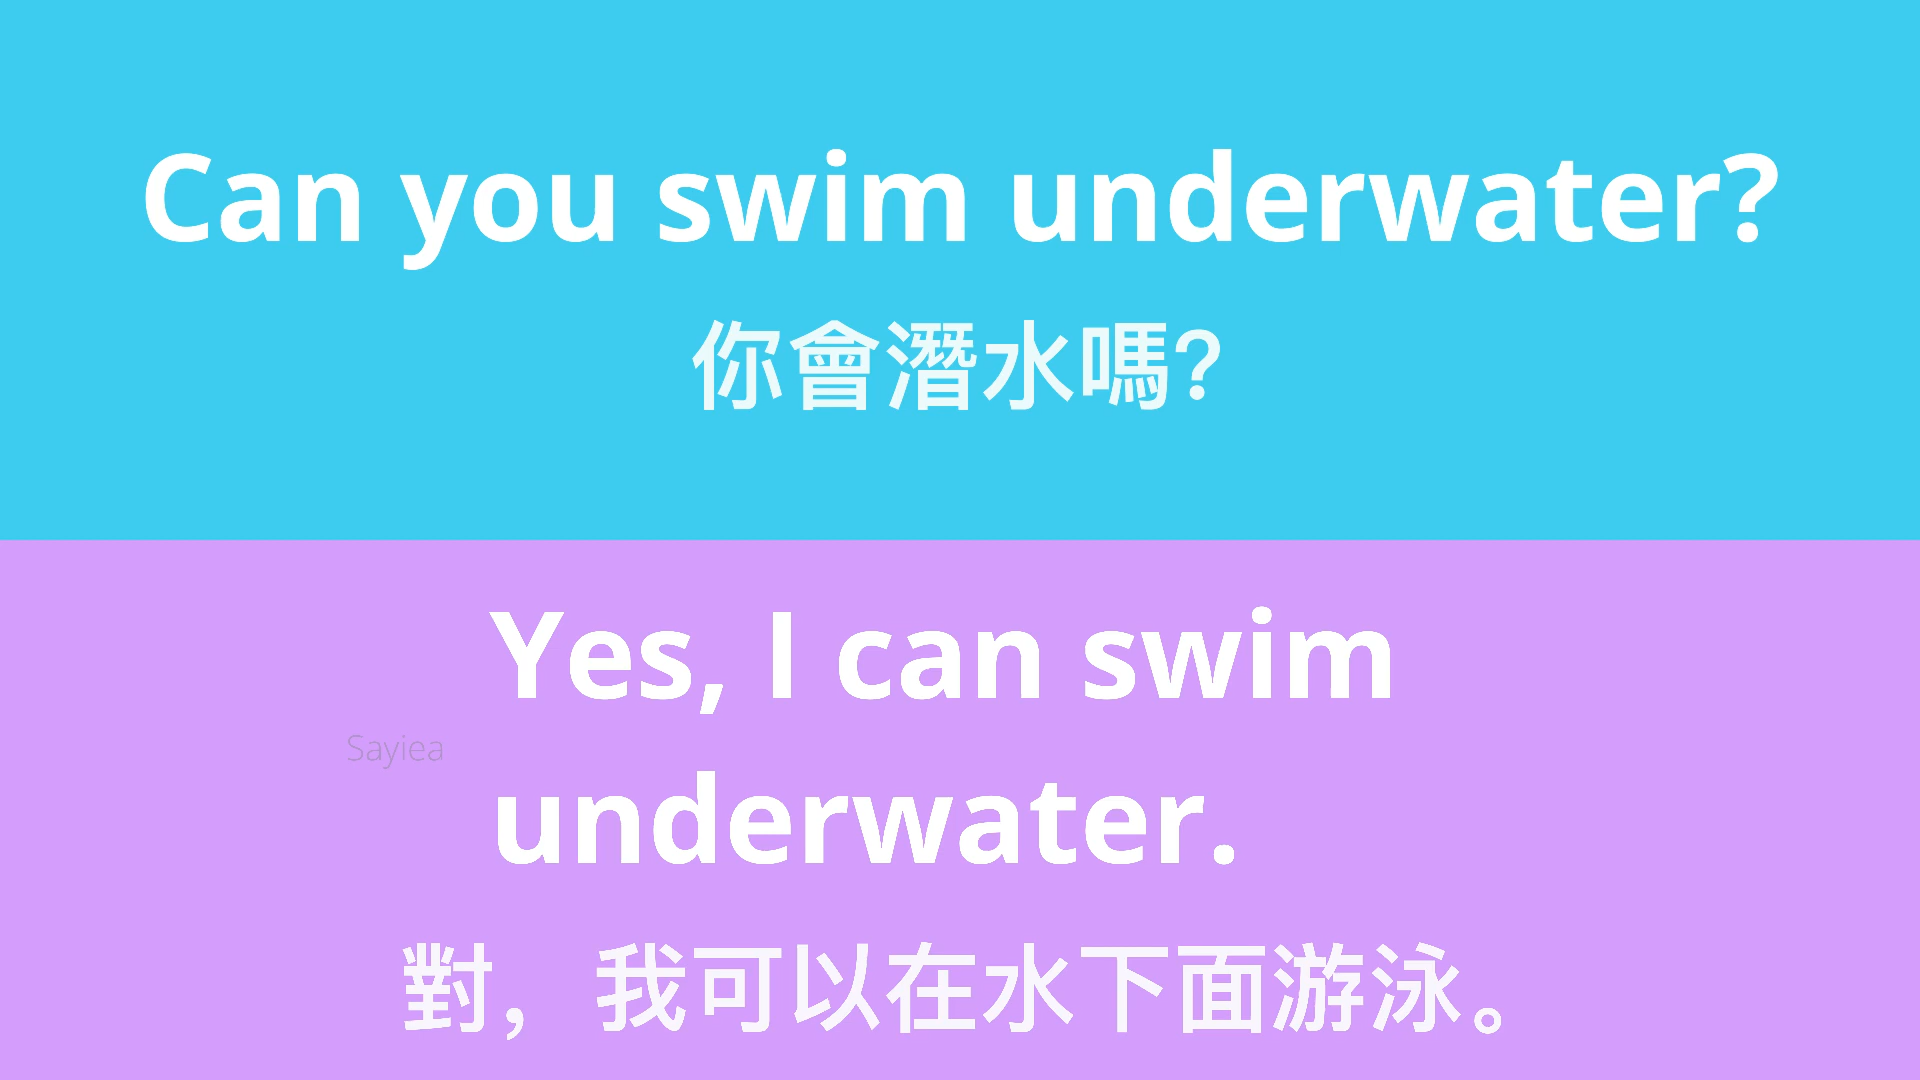 Can you swim underwater?
你會潛水嗎?
Yes, I can swim
Sayiea
underwater.
對，我可以在水下面游泳。